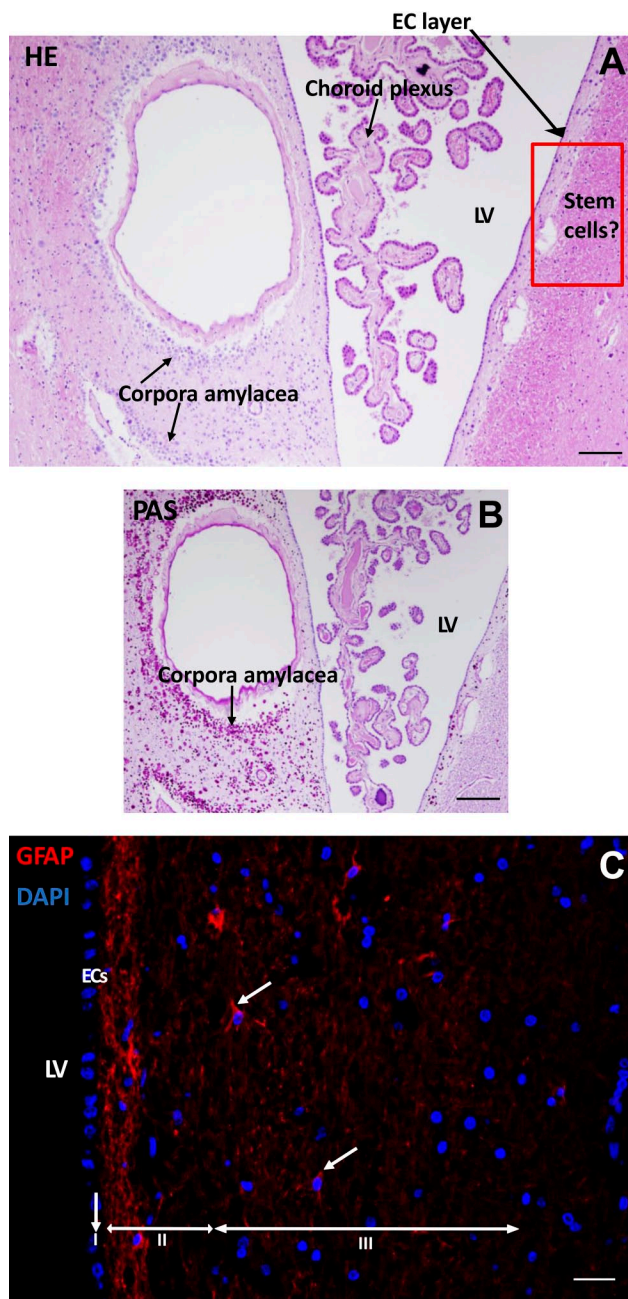 EC layer
HE
A
Choroid plexus
LV
Stem
cells?
Corpora amylacea
PAS
B
LV
Corpora amylacea
GFAP
C
DAPI
ECs
LV
I
II
III